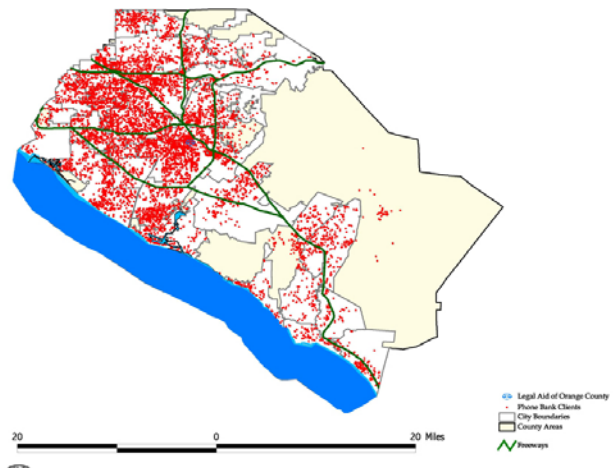 Legal Aid of Orange County
Phone Bank Clients
City Boundaries
County Areas
Freeways
20 0 20 Miles